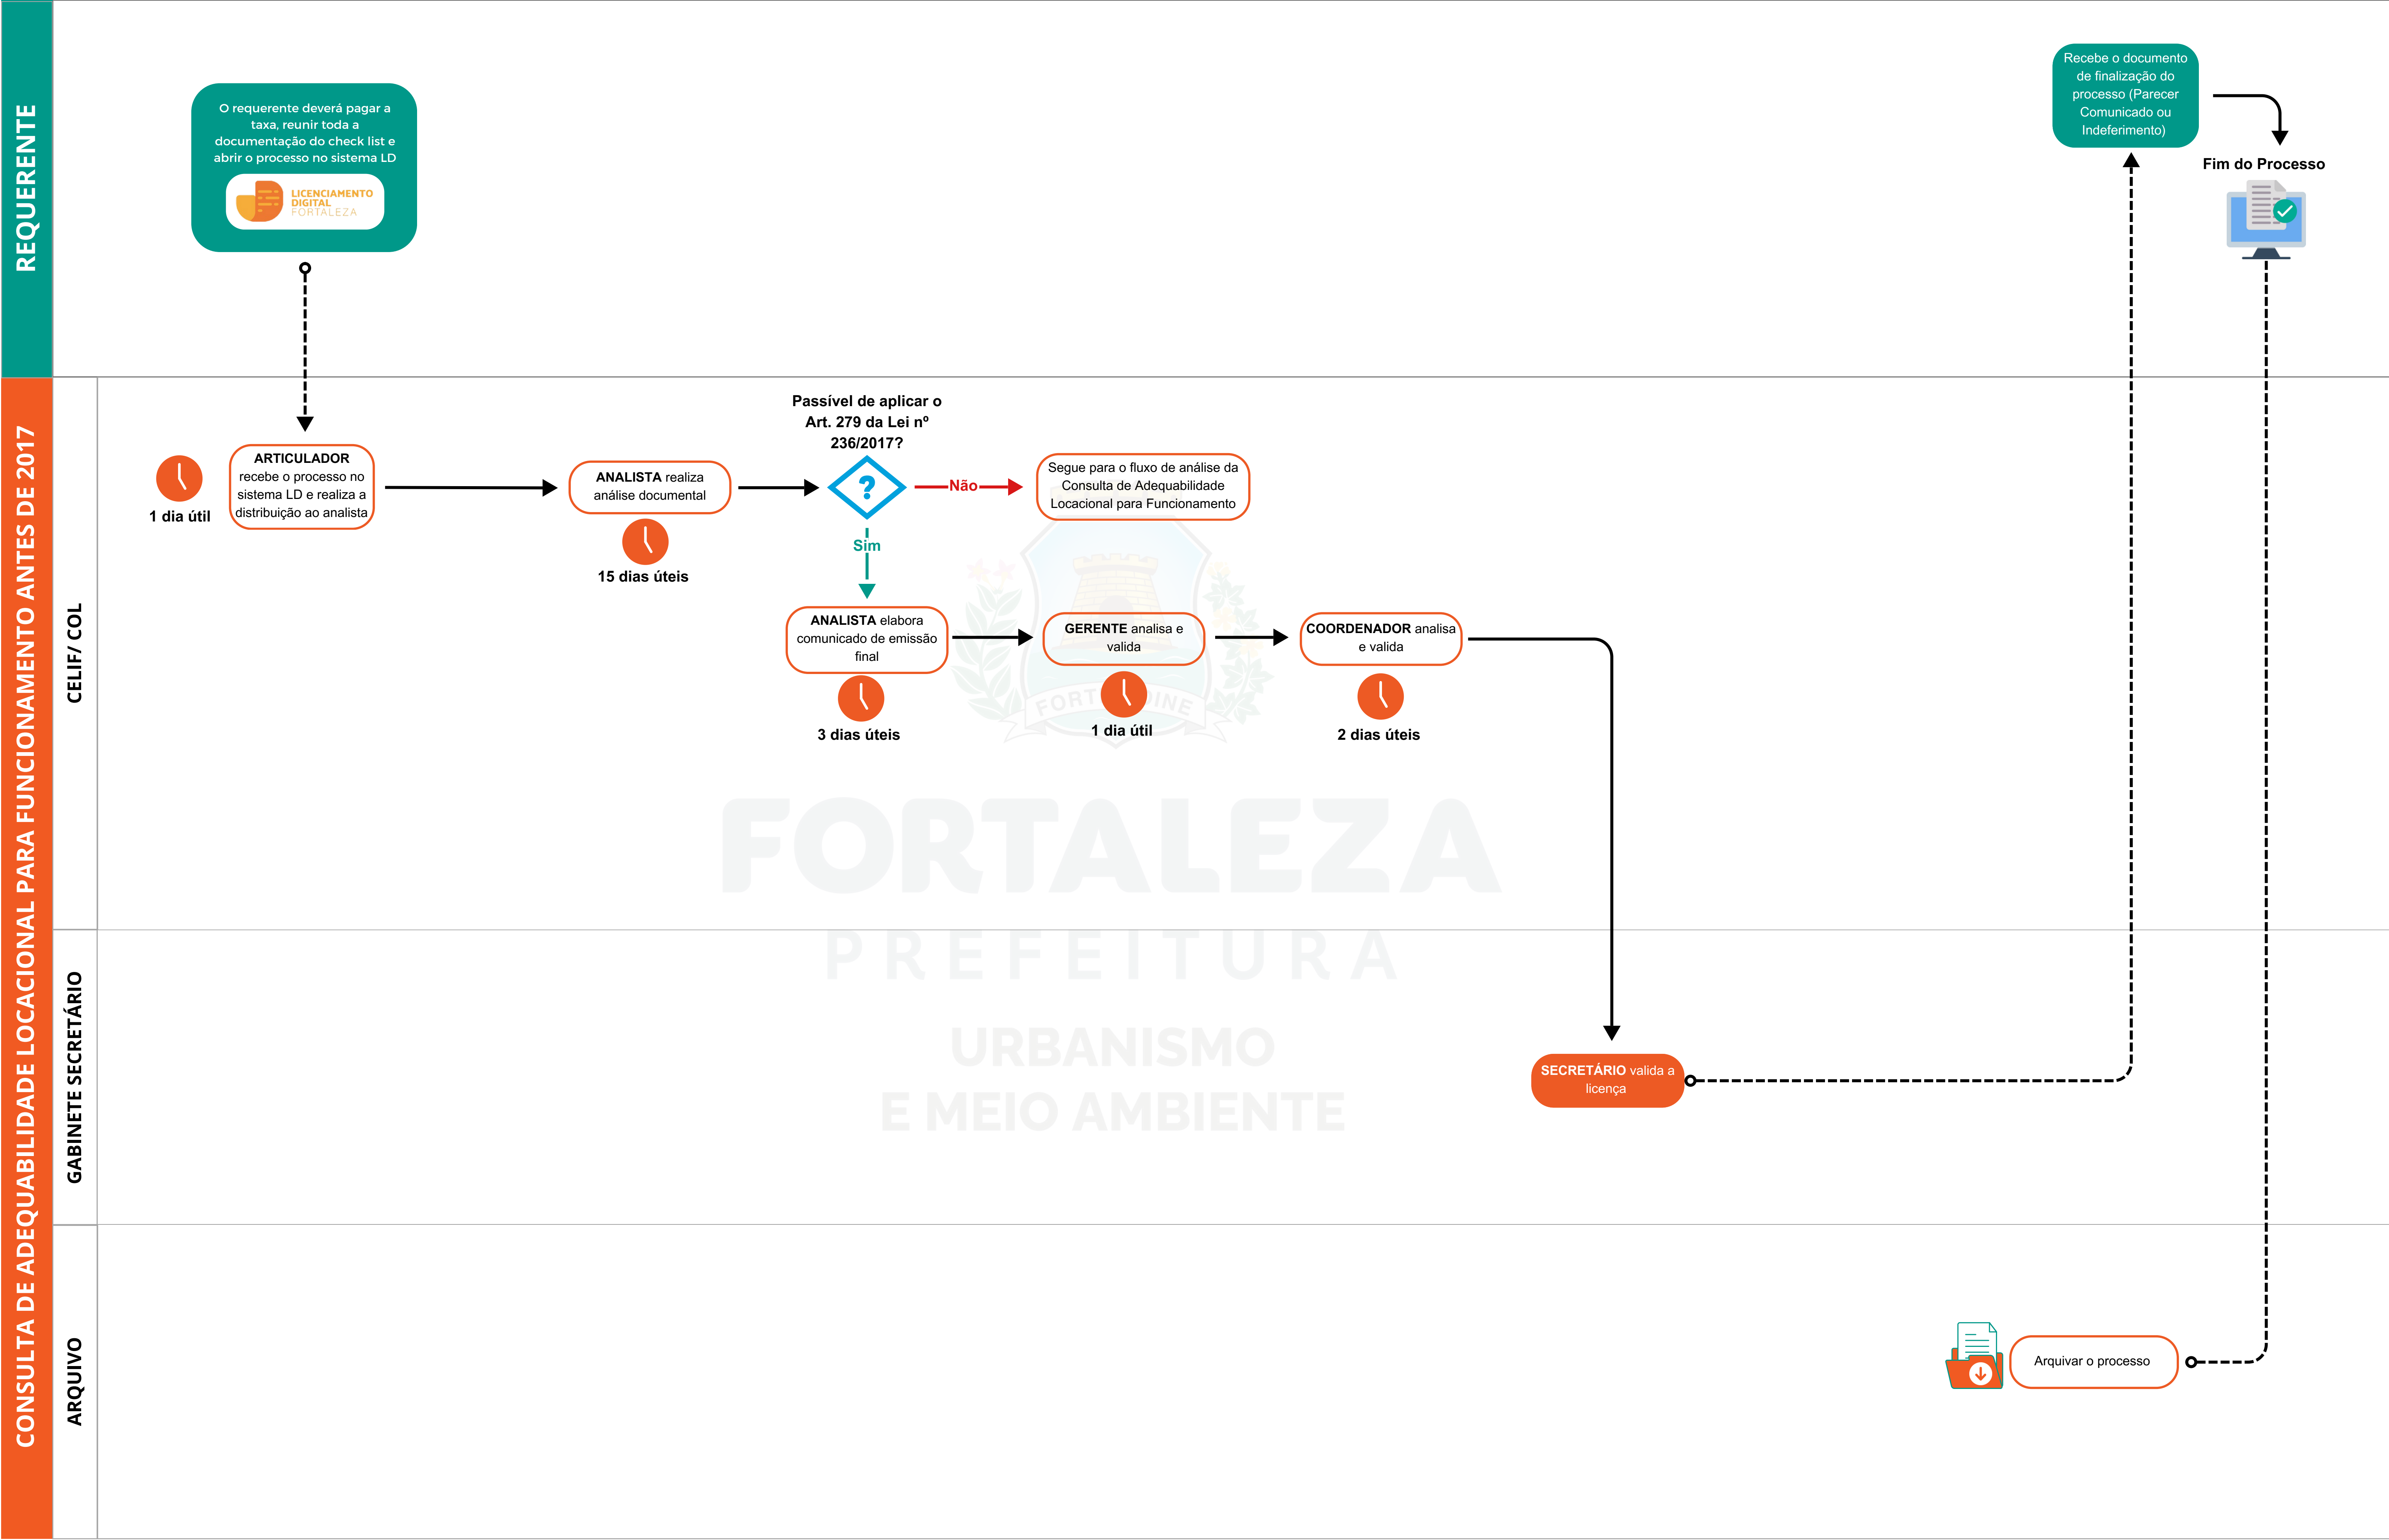 REQUERENTE
O requerente deverá pagar a
taxa, reunir toda a
documentação do check list e
abrir o processo no sistema LD
LICENCIAMENTO
DIGITAL
FORTALEZA
Recebe o documento
de finalização do
processo (Parecer
Comunicado ou
Indeferimento)
Fim do Processo
CONSULTA DE ADEQUABILIDADE LOCACIONAL PARA FUNCIONAMENTO ANTES DE 2017
CELIF/ COL
1 dia útil
ARTICULADOR
recebe o processo no
sistema LD e realiza a
distribuição ao analista
ANALISTA realiza
análise documental
15 dias úteis
Passível de aplicar o
Art. 279 da Lei nº
236/2017?
?
Não
Segue para o fluxo de análise da
Consulta de Adequabilidade
Locacional para Funcionamento
Sim
ANALISTA elabora
comunicado de emissão
final
3 dias úteis
GERENTE analisa e
valida
1 dia útil
COORDENADOR analisa
e valida
2 dias úteis
FORTALEZA
PREFEITURA
URBANISMO
E MEIO AMBIENTE
GABINETE SECRETÁRIO
SECRETÁRIO valida a
licença
ARQUIVO
Arquivar o processo